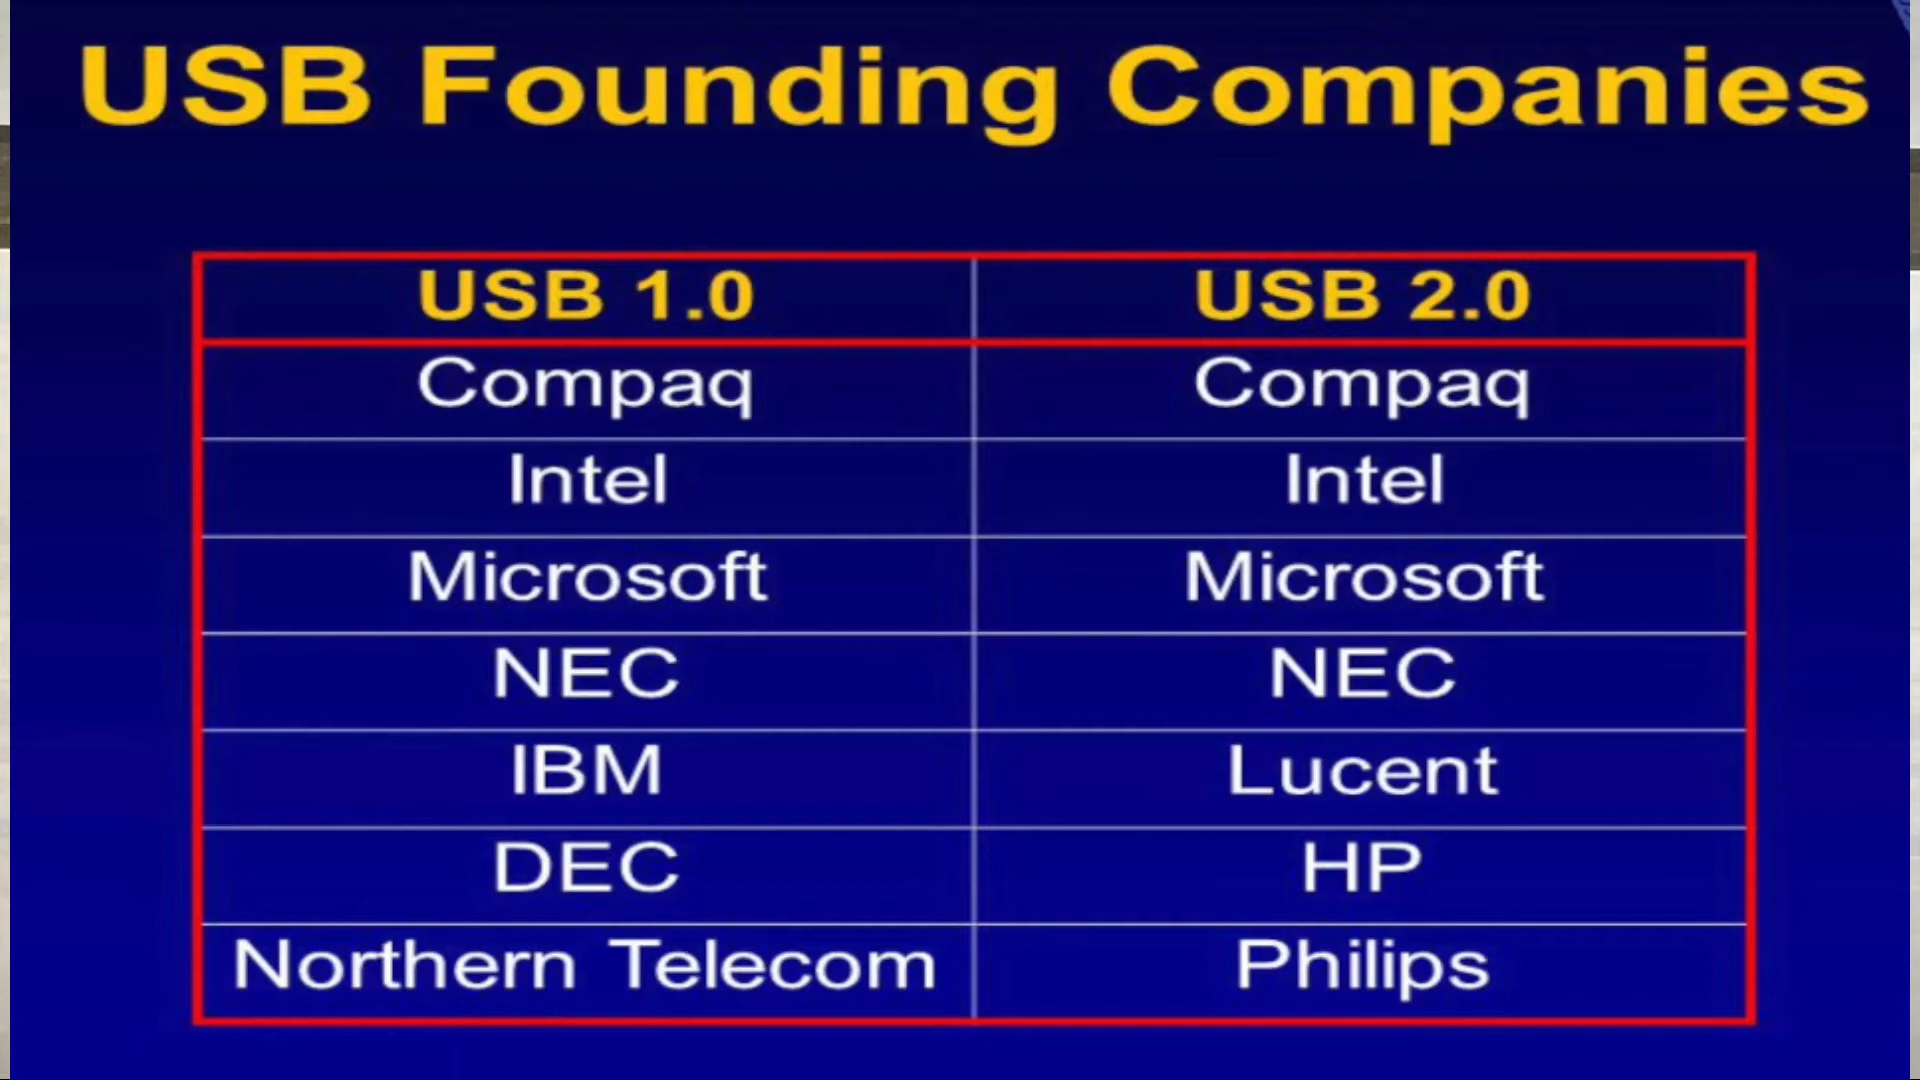 USB Founding Companies
USB 1.0 USB 2.0
Compaq Compaq
Intel Intel
Microsoft Microsoft
NEC NEC
IBM Lucent
DEC HP
Northern Telecom Philips